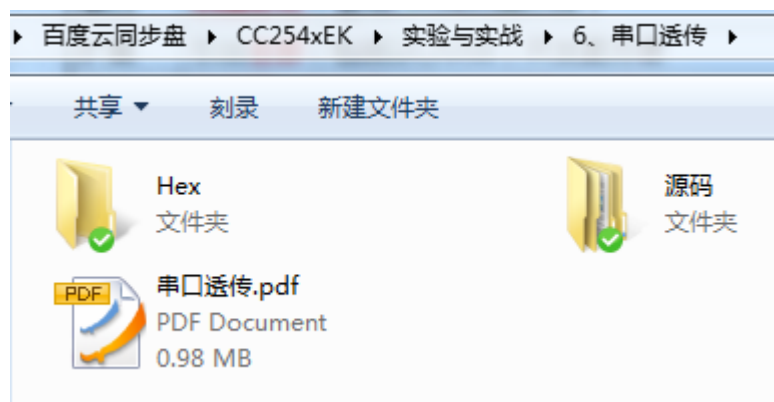 百度云同步盘 CC254xEK 实验与实战 6、串口透传
共享 刻录 新建文件夹
Hex
文件夹
源码
文件夹
PDF
串口透传.pdf
PDF Document
0.98 MB